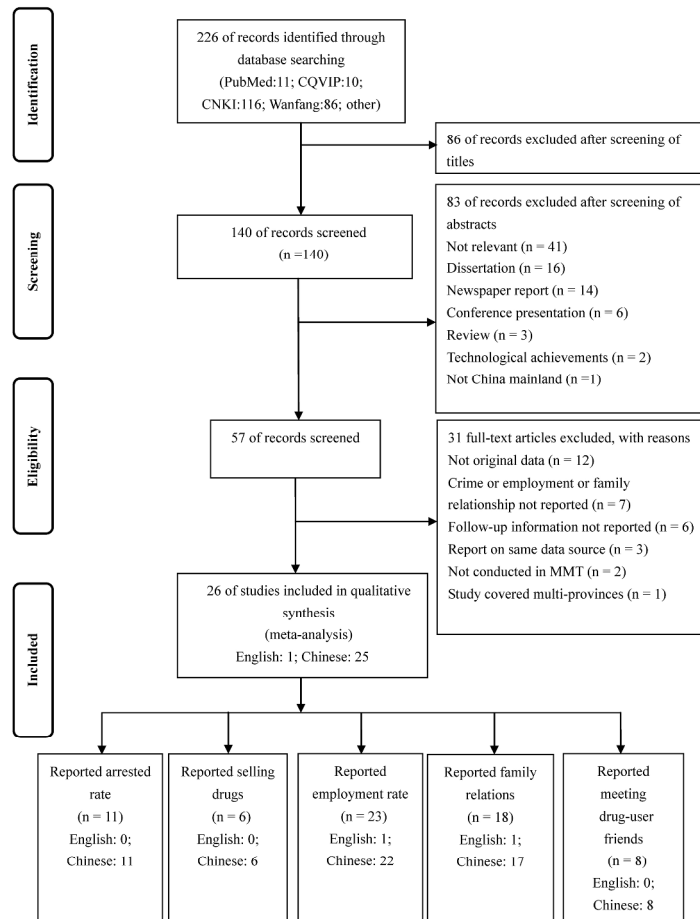 Identification
226 of records identified through
database searching
(PubMed:11; CQVIP:10;
CNKI:116; Wanfang:86; other)
86 of records excluded after screening of
titles
Screening
140 of records screened
(n =140)
83 of records excluded after screening of
abstracts
Not relevant (n = 41)
Dissertation (n = 16)
Newspaper report (n = 14)
Conference presentation (n = 6)
Review (n = 3)
Technological achievements (n = 2)
Not China mainland (n =1)
Eligibility
57 of records screened
31 full-text articles excluded, with reasons
Not original data (n = 12)
Crime or employment or family
relationship not reported (n = 7)
Follow-up information not reported (n = 6)
Report on same data source (n = 3)
Not conducted in MMT (n = 2)
Study covered multi-provinces (n = 1)
Included
26 of studies included in qualitative
synthesis
(meta-analysis)
English: 1; Chinese: 25
Reported arrested
rate
(n = 11)
English: 0;
Chinese: 11
Reported selling
drugs
(n = 6)
English: 0;
Chinese: 6
Reported
employment rate
(n = 23)
English: 1;
Chinese: 22
Reported family
relations
(n = 18)
English: 1;
Chinese: 17
Reported
meeting
drug-user
friends
(n = 8)
English: 0;
Chinese: 8